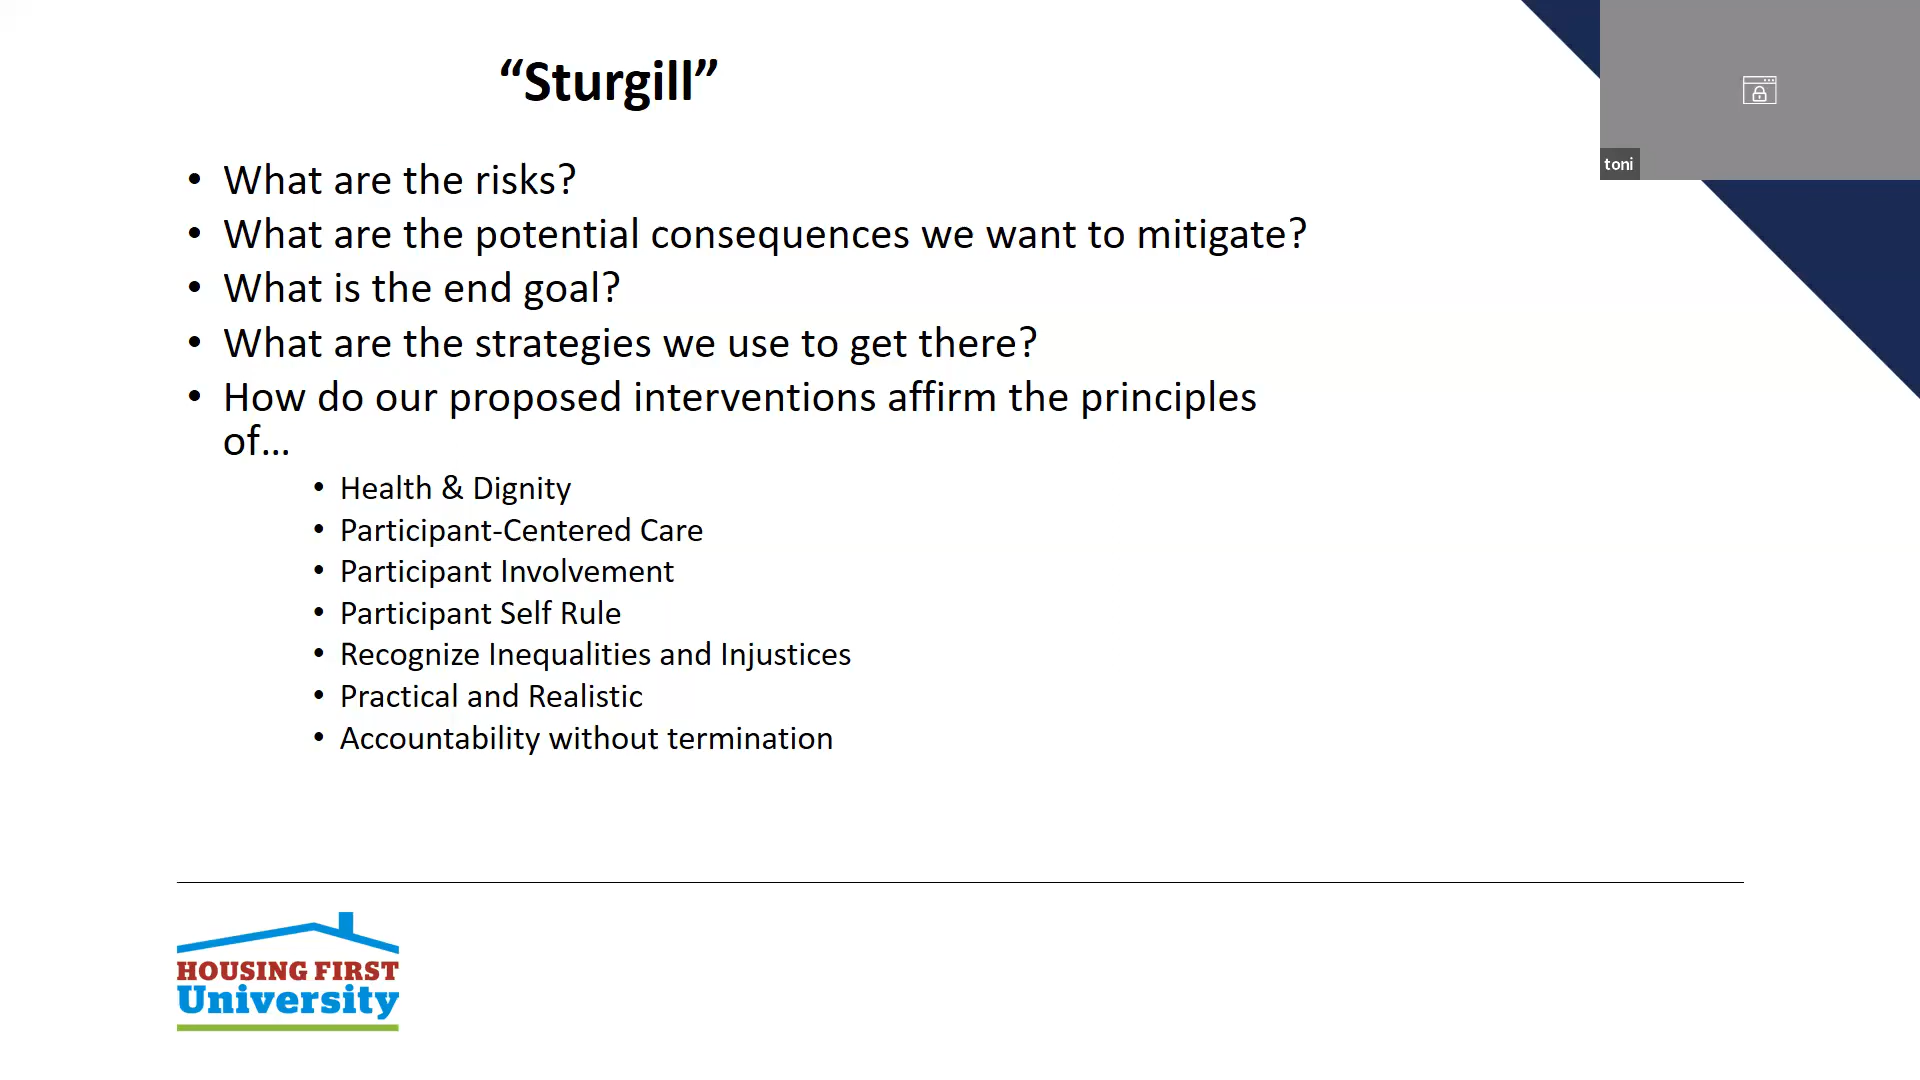 “Sturgill”
• What are the risks?
• What are the potential consequences we want to mitigate?
• What is the end goal?
• What are the strategies we use to get there?
• How do our proposed interventions affirm the principles
of…
• Health & Dignity
• Participant-Centered Care
• Participant Involvement
• Participant Self Rule
• Recognize Inequalities and Injustices
• Practical and Realistic
• Accountability without termination
toni
HOUSING FIRST
University